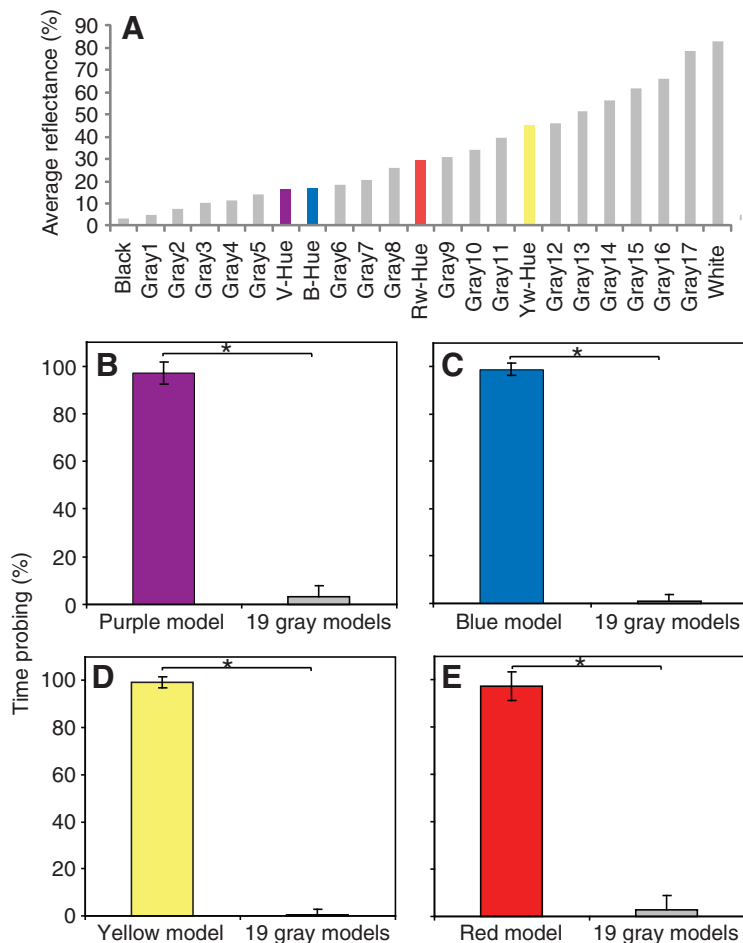 A
Average reflectance (%)
90
80
70
60
50
40
30
20
10
0
Black
Gray1
Gray2
Gray3
Gray4
Gray5
V-Hue
B-Hue
Gray6
Gray7
Gray8
Rw-Hue
Gray9
Gray10
Gray11
Yw-Hue
Gray12
Gray13
Gray14
Gray15
Gray16
Gray17
White
Time probing (%)
B
*
100
80
60
40
20
0
Purple model 19 gray models
C
*
Blue model 19 gray models
D
*
100
80
60
40
20
0
Yellow model 19 gray models
E
*
Red model 19 gray models